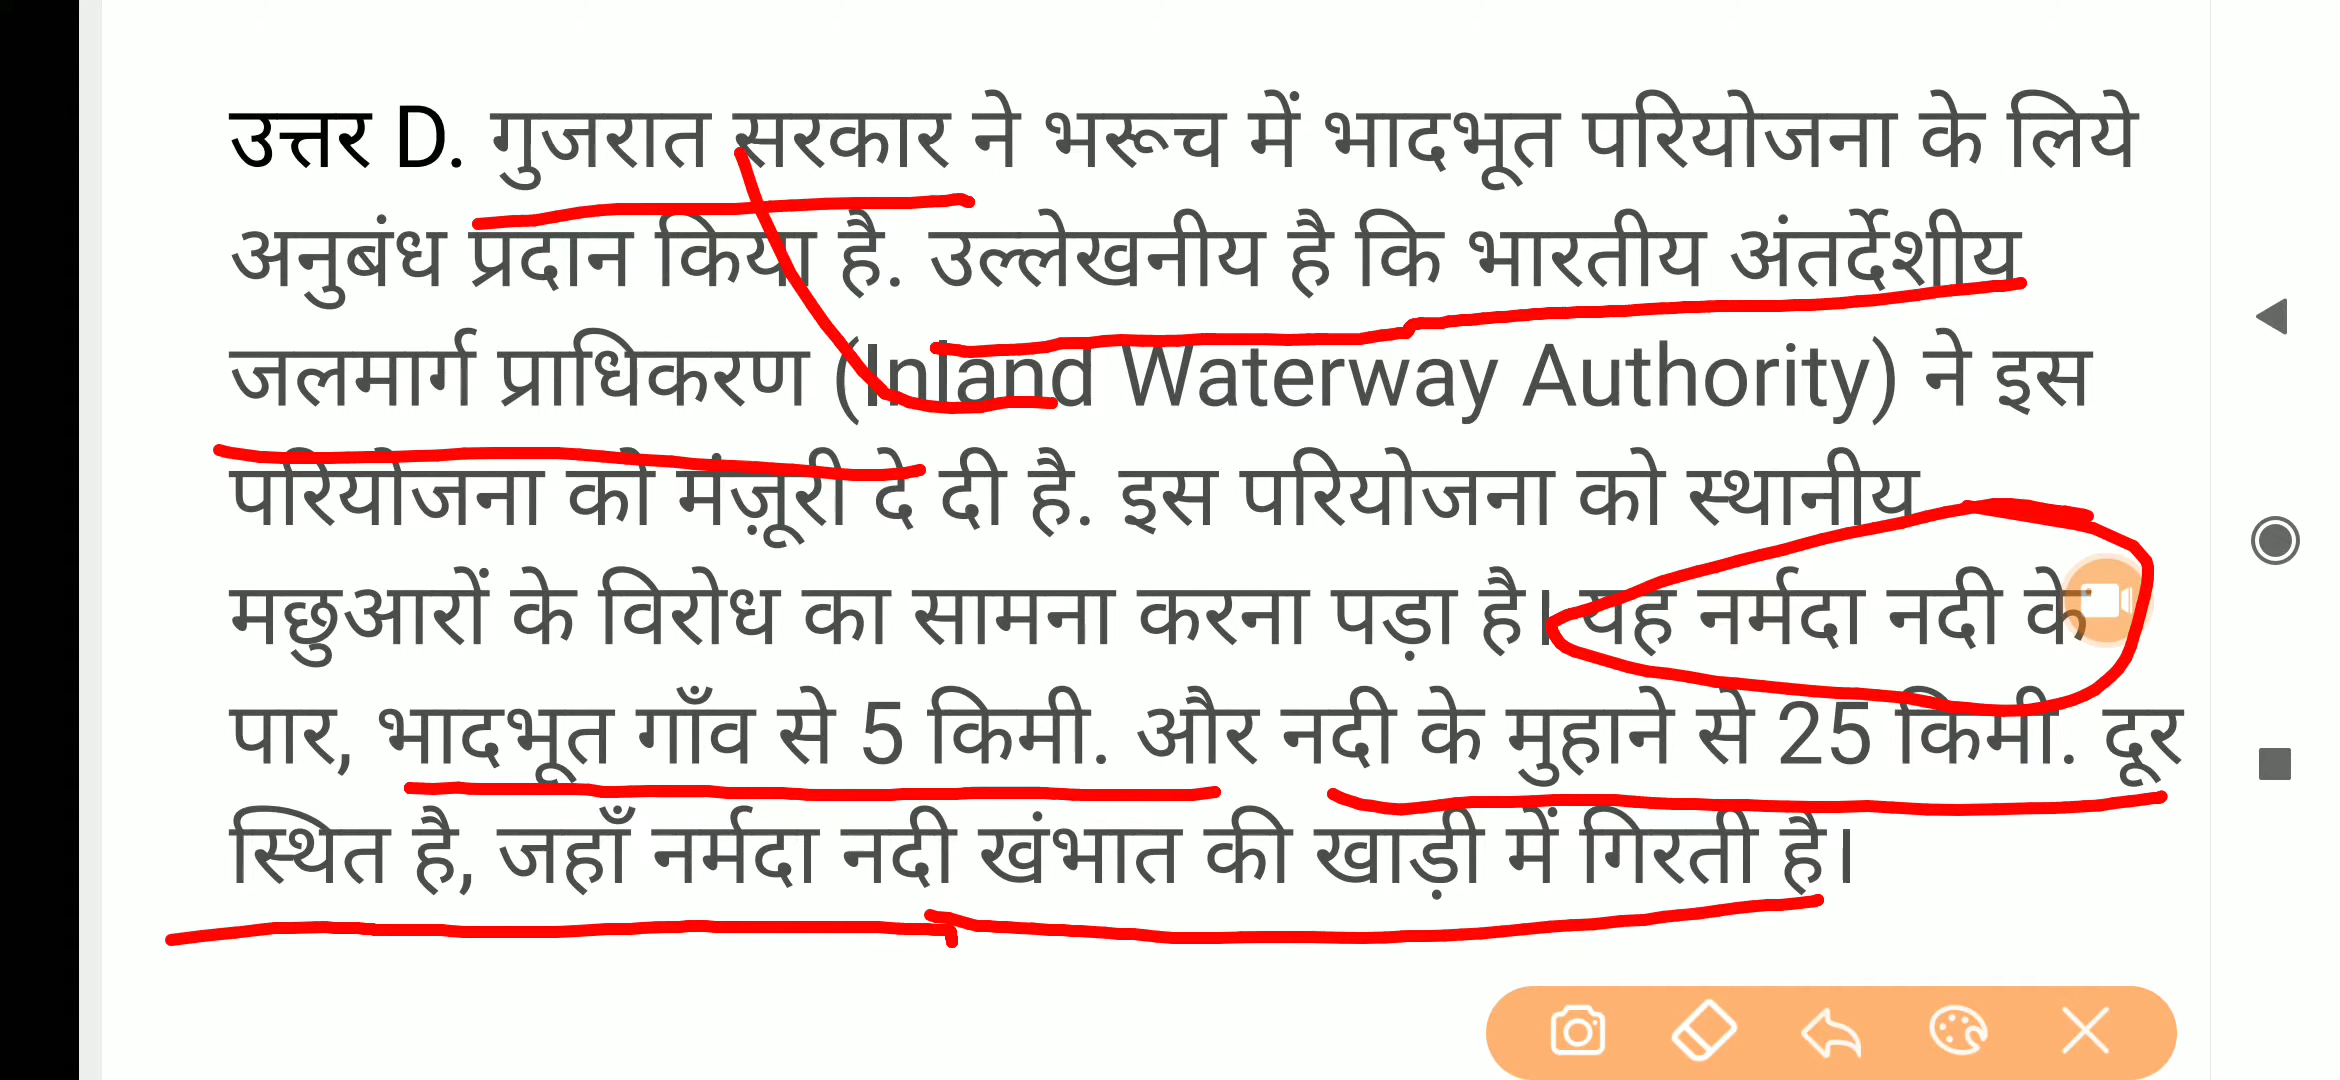 उत्तर D. गुजरात सरकार ने भरूच में भादभूत परियोजना के लिये
अनुबंध प्रदान किया है. उल्लेखनीय है कि भारतीय अंतर्देशीय
जलमार्ग प्राधिकरण (Inland Waterway Authority) ने इस
परियोजना को मंज़ूरी दे दी है. इस परियोजना को स्थानीय
मछुआरों के विरोध का सामना करना पड़ा है। यह नर्मदा नदी के
पार, भादभूत गाँव से 5 किमी. और नदी के मुहाने से 25 किमी. दूर
स्थित है, जहाँ नर्मदा नदी खंभात की खाड़ी में गिरती है।